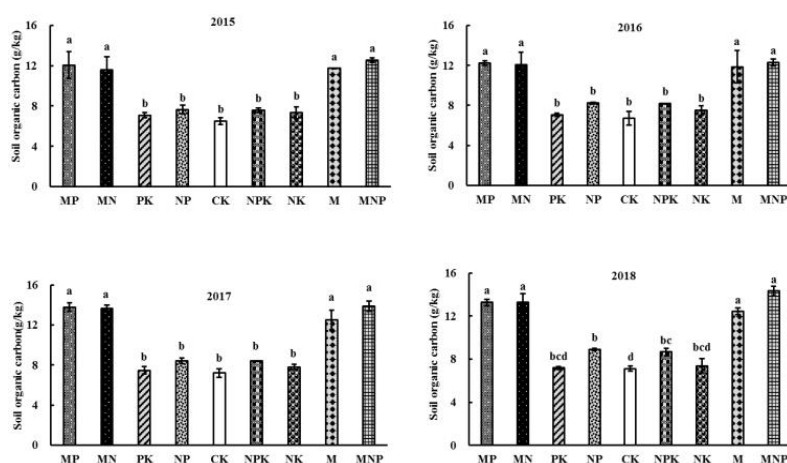 2015
Soil organic carbon (g/kg)
16
12
8
4
0
a a b b b b b a a
MP MN PK NP CK NPK NK M MNP
2016
Soil organic carbon (g/kg)
16
12
8
4
0
a a b b b b b a a
MP MN PK NP CK NPK NK M MNP
2017
Soil organic carbon(g/kg)
16
12
8
4
0
a a b b b b b a a
MP MN PK NP CK NPK NK M MNP
2018
Soil organic carbon (g/kg)
16
12
8
4
0
a a bcd b d bc bcd a a
MP MN PK NP CK NPK NK M MNP